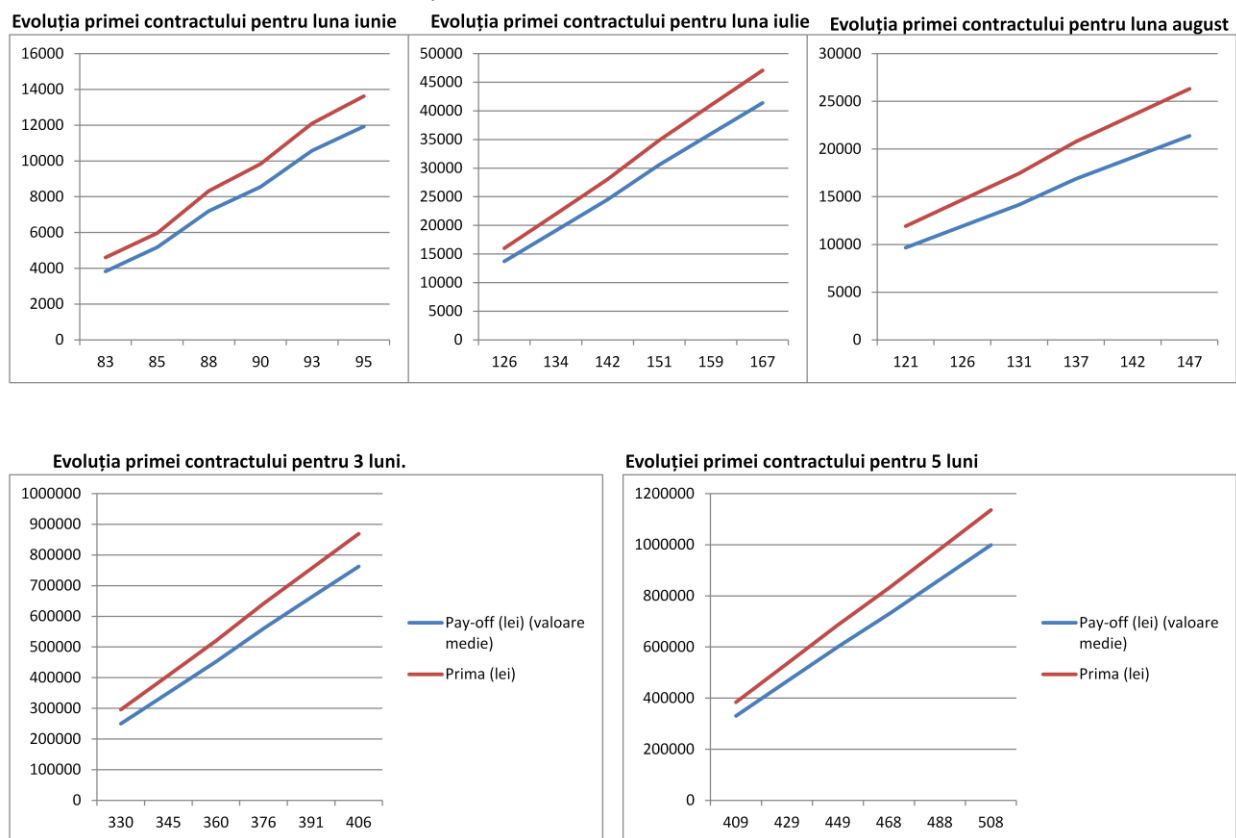 Evoluția primei contractului pentru luna iunie
16000
14000
12000
10000
8000
6000
4000
2000
0
83 85 88 90 93 95
Evoluția primei contractului pentru luna iulie
50000
45000
40000
35000
30000
25000
20000
15000
10000
5000
0
126 134 142 151 159 167
Evoluția primei contractului pentru luna august
30000
25000
20000
15000
10000
5000
0
121 126 131 137 142 147
Evoluția primei contractului pentru 3 luni.
1000000
900000
800000
700000
600000
500000
400000
300000
200000
100000
0
330 345 360 376 391 406
Pay-off (lei) (valoare
medie)
Prima (lei)
Evoluției primei contractului pentru 5 luni
1200000
1000000
800000
600000
400000
200000
0
409 429 449 468 488 508
Pay-off (lei) (valoare
medie)
Prima (lei)